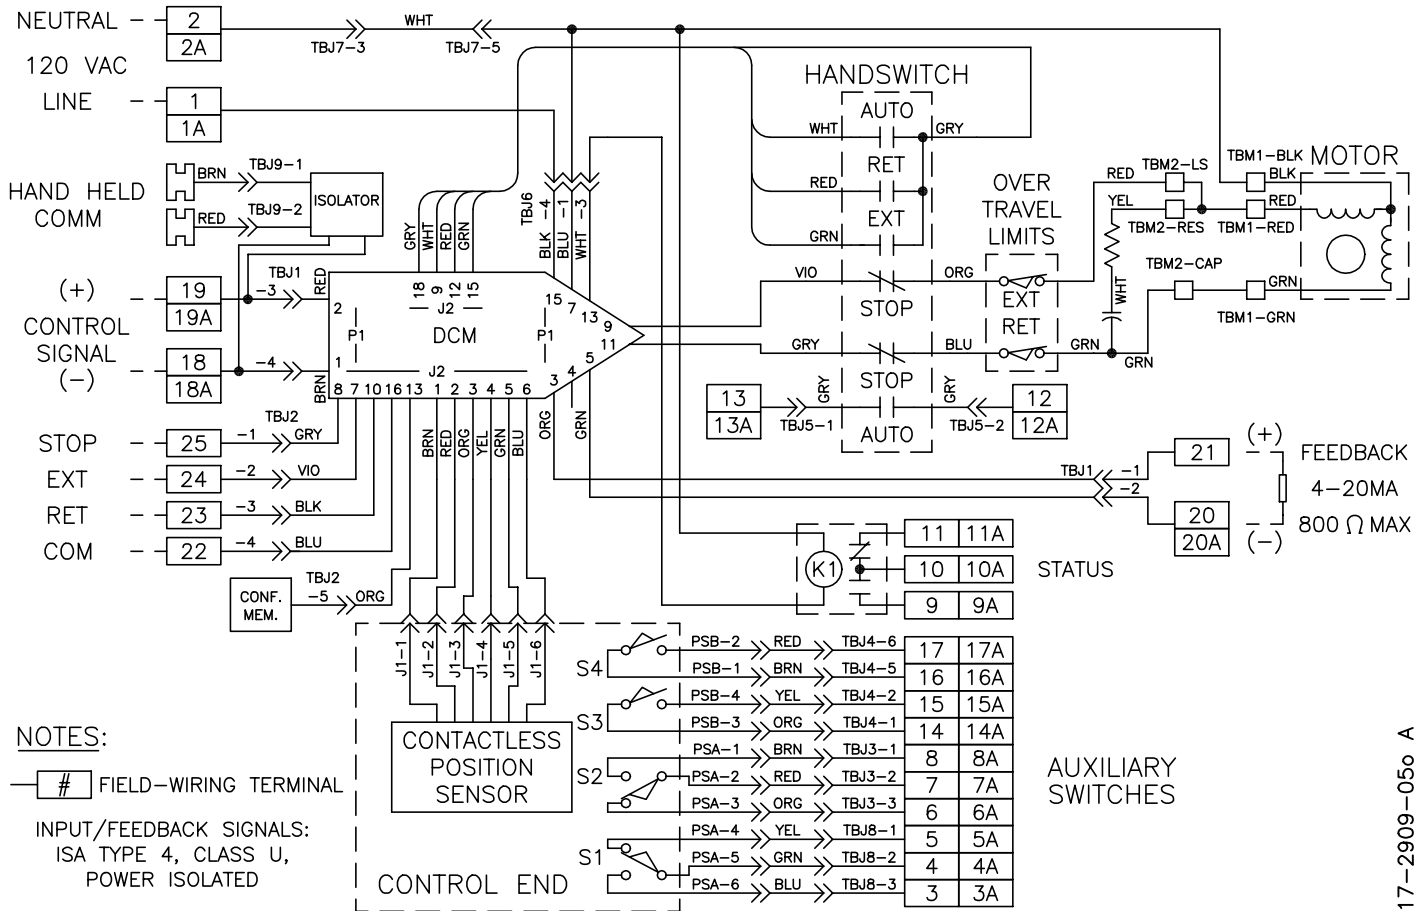 NEUTRAL
2
2A
WHT
TBJ7-3
TBJ7-5
120 VAC
LINE
1
1A
HANDSWITCH
AUTO
WHT
GRY
RET
RED
EXT
GRN
VIO
ORG
STOP
GRY
BLU
STOP
GRY
GRY
AUTO
HAND HELD
COMM
BRN
TBJ9-1
RED
TBJ9-2
ISOLATOR
GRY
WHT
RED
GRN
TBJ6
BLK -4
BLU -1
WHT -3
OVER
TRAVEL
LIMITS
EXT
RET
RED
TBM2-LS
YEL
TBM2-RES
TBM1-BLK
BLK
MOTOR
RED
TBM1-RED
TBM2-CAP
WHT
GRN
TBM1-GRN
GRN
GRN
(+)
19
19A
TBJ1
-3
RED
CONTROL
SIGNAL
18
18A
-4
BRN
(-)
18 9 12 15
J2
DCM
2
P1
1
15
7
13
9
11
P1
5
4
3
J2
8 7 10 16 13 1 2 3 4 5 6
BRN
RED
ORG
YEL
GRN
BLU
ORG
GRN
13
13A
TBJ5-1
TBJ5-2
12
12A
STOP
25
-1
TBJ2
GRY
EXT
24
-2
VIO
RET
23
-3
BLK
COM
22
-4
BLU
CONF.
MEM.
TBJ2
-5
ORG
TBJ1
-1
-2
21
20
20A
(+)
(-)
FEEDBACK
4-20MA
800 Ω MAX
K1
11 11A
10 10A
9 9A
STATUS
J1-1
J1-2
J1-3
J1-4
J1-5
J1-6
CONTACTLESS
POSITION
SENSOR
CONTROL END
S4
S3
S2
S1
PSB-2 RED TBJ4-6 17 17A
PSB-1 BRN TBJ4-5 16 16A
PSB-4 YEL TBJ4-2 15 15A
PSB-3 ORG TBJ4-1 14 14A
PSA-1 BRN TBJ3-1 8 8A
PSA-2 RED TBJ3-2 7 7A
PSA-3 ORG TBJ3-3 6 6A
PSA-4 YEL TBJ8-1 5 5A
PSA-5 GRN TBJ8-2 4 4A
PSA-6 BLU TBJ8-3 3 3A
AUXILIARY
SWITCHES
NOTES:
# FIELD-WIRING TERMINAL
INPUT/FEEDBACK SIGNALS:
ISA TYPE 4, CLASS U,
POWER ISOLATED
17-2909-05o A